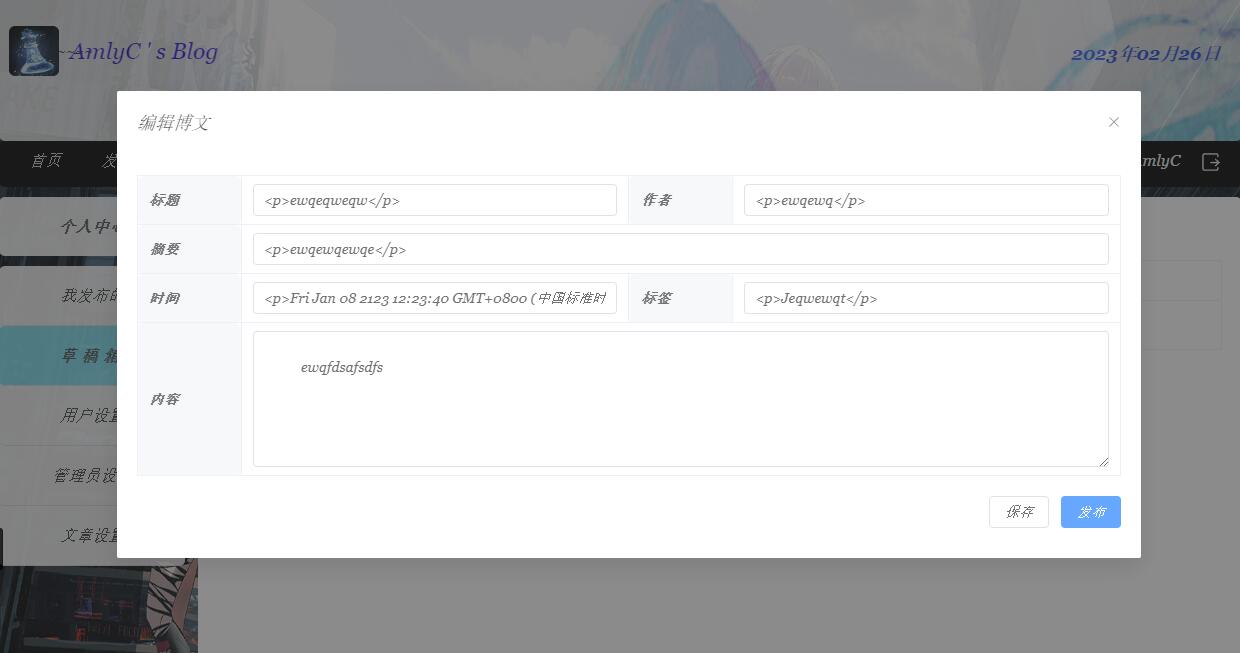 ~~AmlyC ' s Blog
2023年02月26日
编辑博文
首页
AmlyC
标题
<p>ewqeqweqw</p>
作者
<p>ewqewq</p>
个人中心
摘要
<p>ewqewqewqe</p>
我发布的
时间
<p>Fri Jan 08 2123 12:23:40 GMT+0800 (中国标准时
标签
<p>Jeqwewqt</p>
草 稿 箱
ewqfdsafsdfs
内容
用户设置
管理员设
文章设置
保存
发布